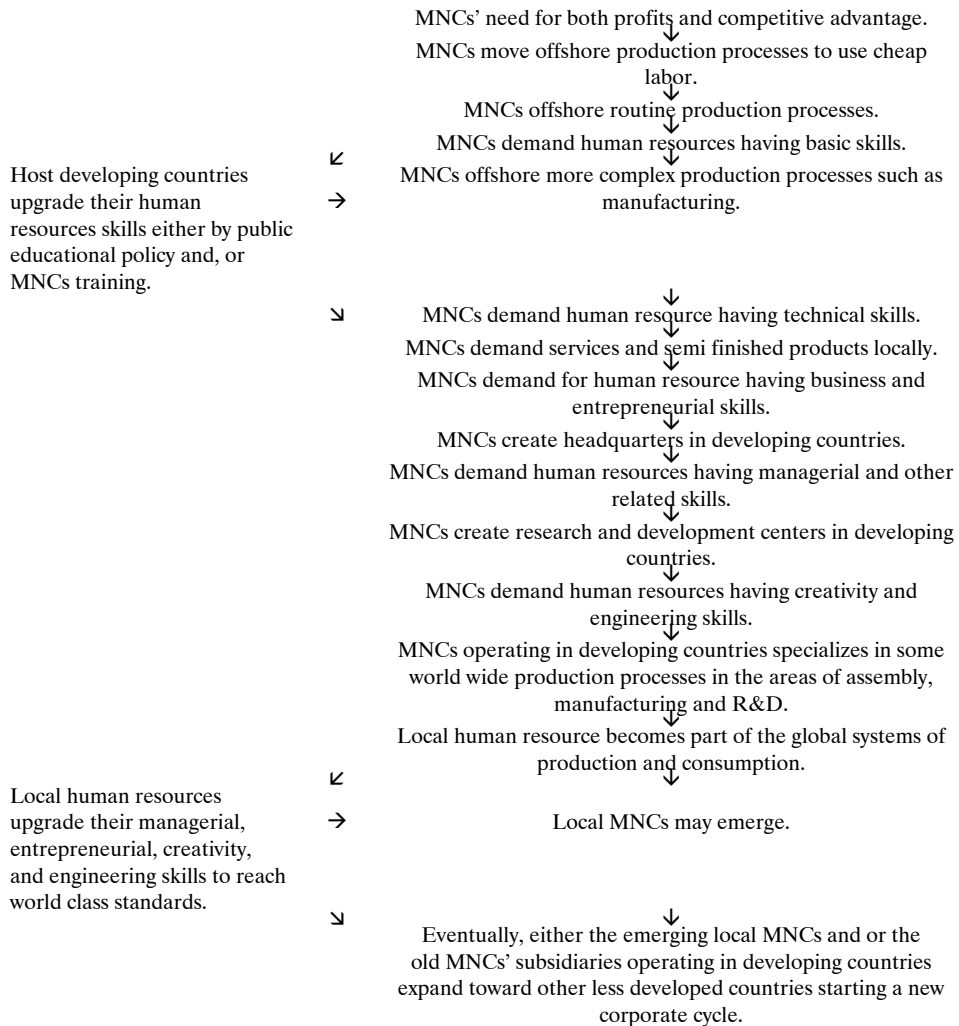 MNCs' need for both profits and competitive advantage.
↓
MNCs move offshore production processes to use cheap
labor.
↓
MNCs offshore routine production processes.
↓
MNCs demand human resources having basic skills.
↙ ↓
Host developing countries
upgrade their human
resources skills either by public
educational policy and, or
MNCs training.
→
MNCs offshore more complex production processes such as
manufacturing.
↘ ↓
MNCs demand human resource having technical skills.
↓
MNCs demand services and semi finished products locally.
↓
MNCs demand for human resource having business and
entrepreneurial skills.
↓
MNCs create headquarters in developing countries.
↓
MNCs demand human resources having managerial and other
related skills.
↓
MNCs create research and development centers in developing
countries.
↓
MNCs demand human resources having creativity and
engineering skills.
↓
MNCs operating in developing countries specializes in some
world wide production processes in the areas of assembly,
manufacturing and R&D.
↓
Local human resource becomes part of the global systems of
production and consumption.
↙ ↓
Local human resources
upgrade their managerial,
entrepreneurial, creativity,
and engineering skills to reach
world class standards.
→
Local MNCs may emerge.
↘ ↓
Eventually, either the emerging local MNCs and or the
old MNCs' subsidiaries operating in developing countries
expand toward other less developed countries starting a new
corporate cycle.